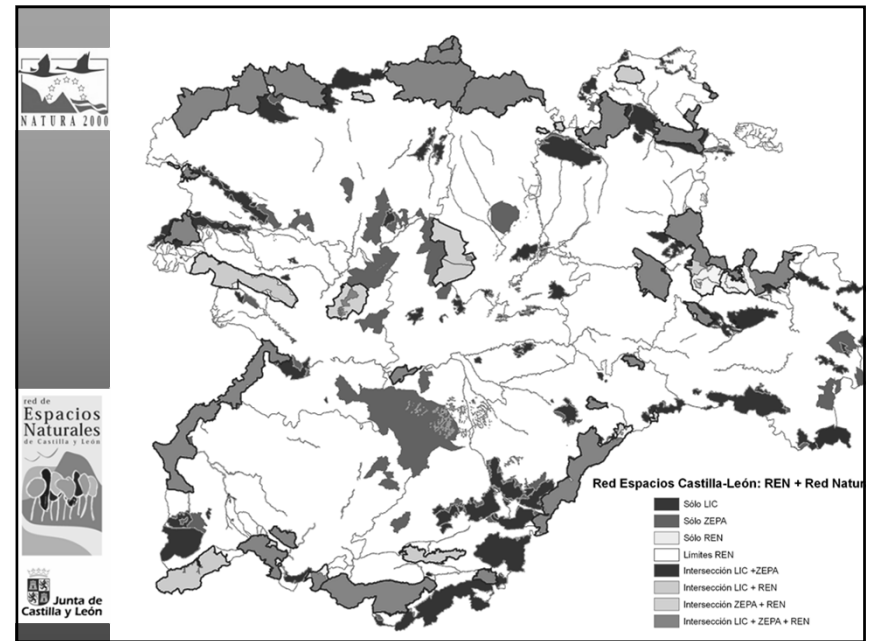 NATURA 2000
red de
Espacios
Naturales
de Castilla y León
Junta de
Castilla y León
Red Espacios Castilla-León: REN + Red Natur
Sólo LIC
Sólo ZEPA
Sólo REN
Límites REN
Intersección LIC +ZEPA
Intersección LIC + REN
Intersección ZEPA + REN
Intersección LIC + ZEPA + REN